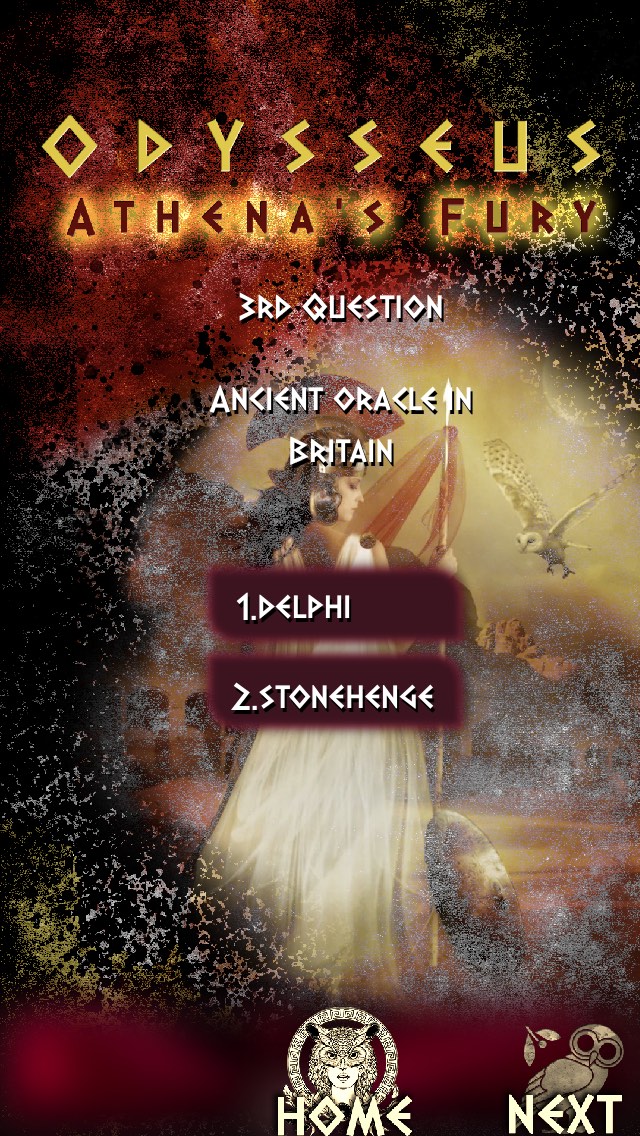 ODYSSEUS
ATHENA'S FURY
3RD QUESTION
ANCIENT ORACLE IN
BRITAIN
1.DELPHI
2.STONEHENGE
HOME
NEXT